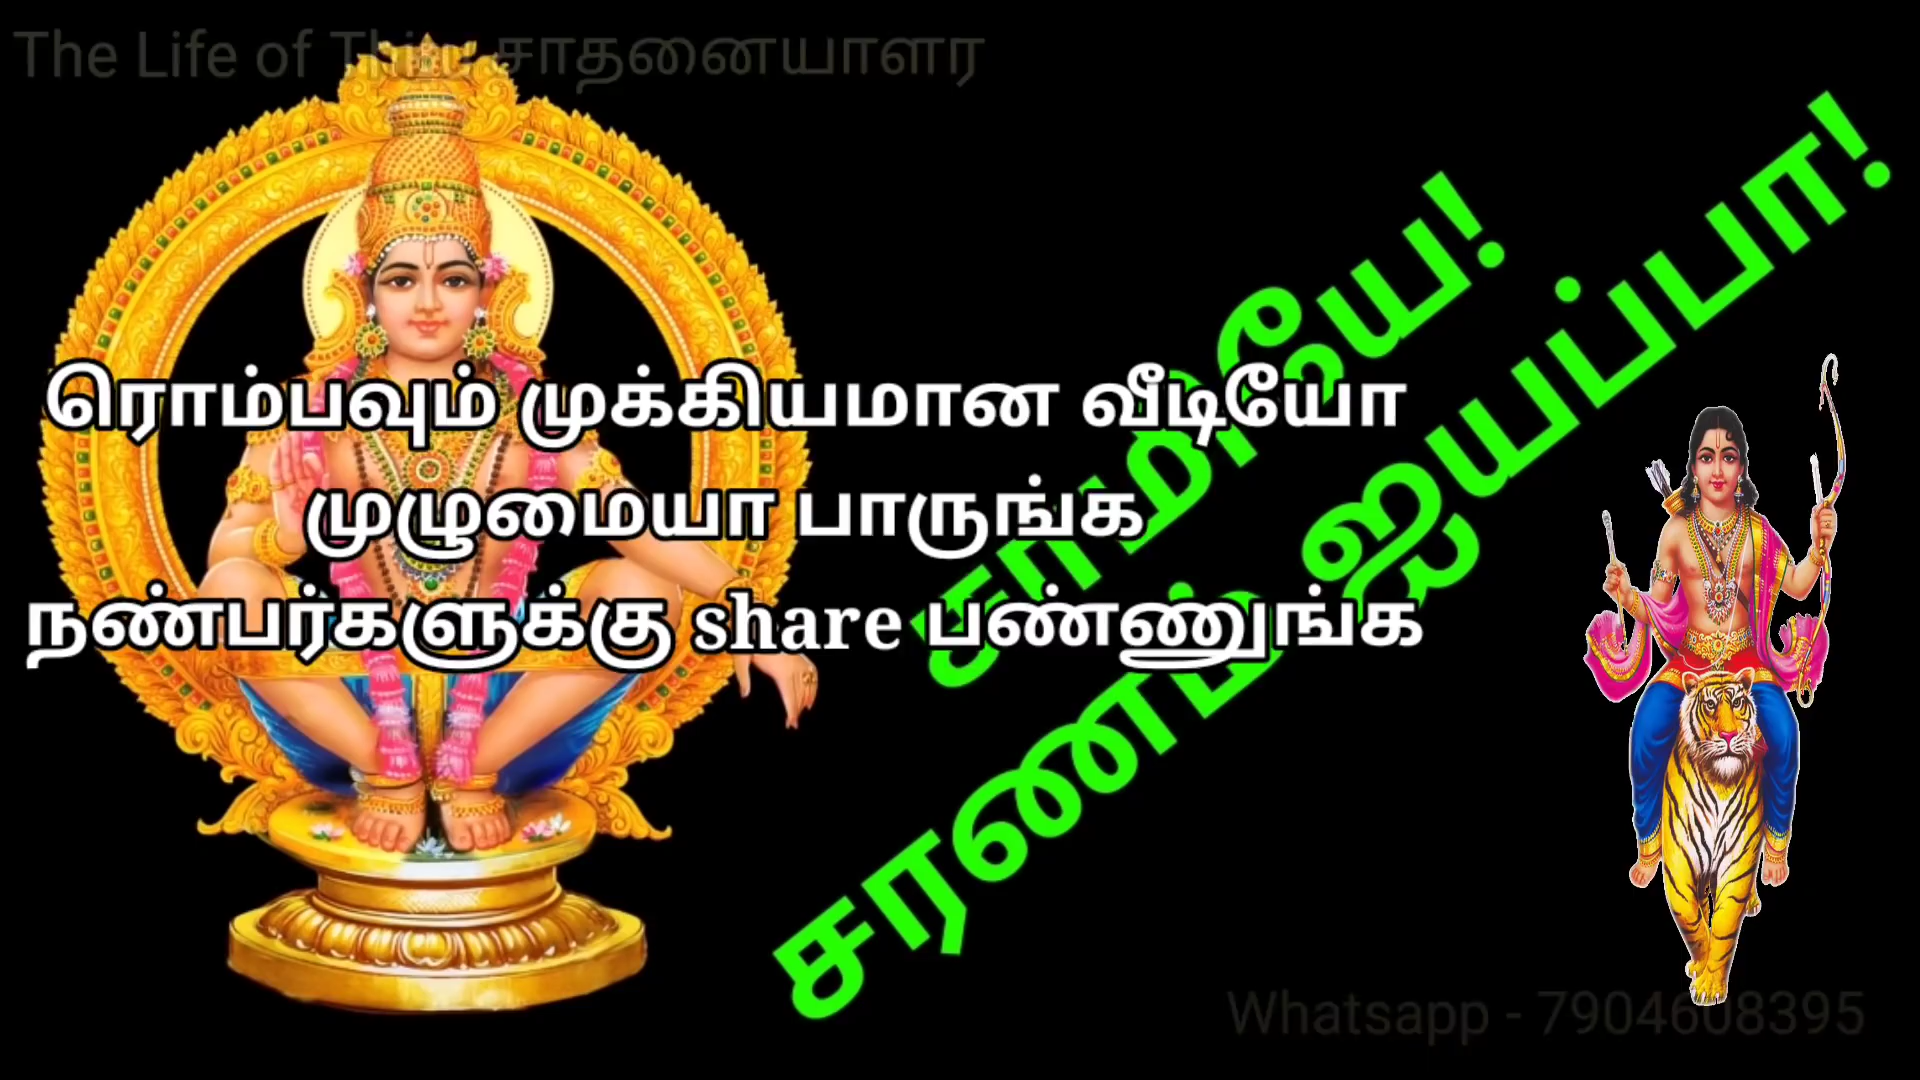 The Life of Thiru சாதனையாளர
சாமியே!
சரணம் ஐயப்பா!
ரொம்பவும் முக்கியமான வீடியோ
முழுமையா பாருங்க
நண்பர்களுக்கு share பண்ணுங்க
Whatsapp - 7904608395